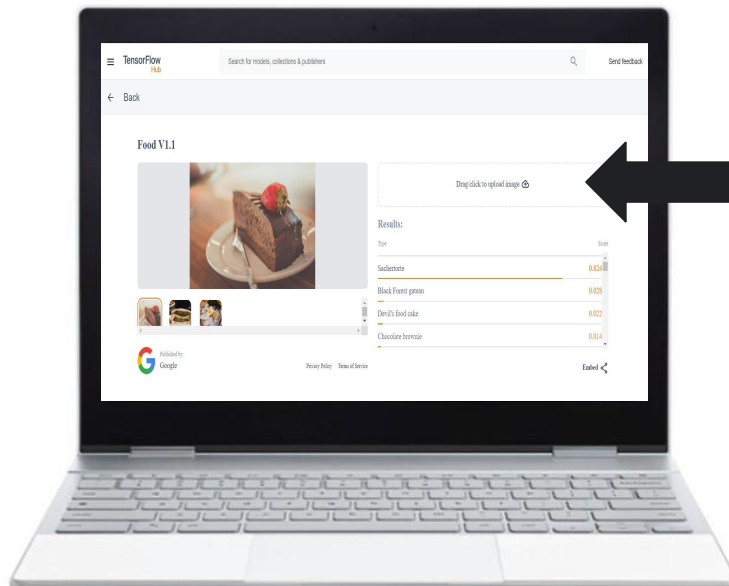 TensorFlow
Hub
Search for models, collections & publishers
Send feedback
Back
Food V1.1
Drag/click to upload image
Results:
Type
Score
Sachertorte
0.824
Black Forest gateau
0.028
Devil's food cake
0.022
Chocolate brownie
0.014
Published by:
Google
Privacy Policy
Terms of Service
Embed